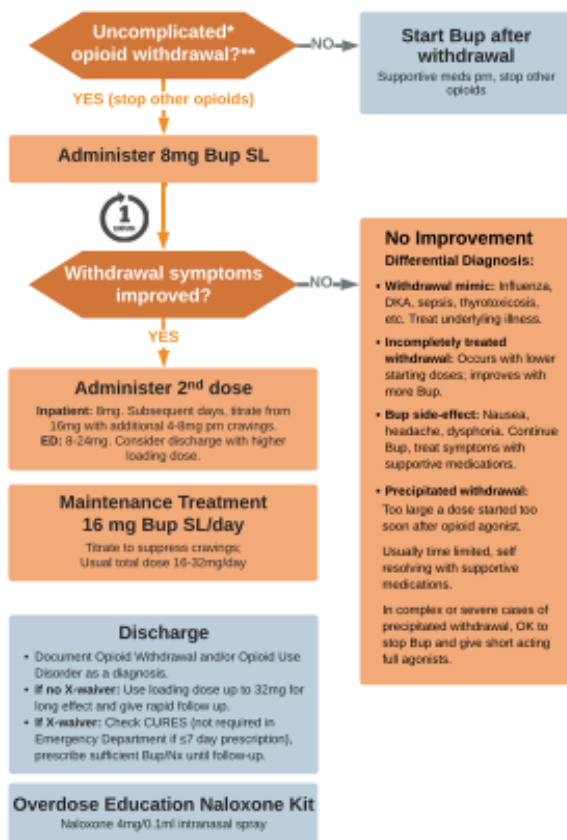 Uncomplicated*
opioid withdrawal?**
NO
Start Bup after
withdrawal
Supportive meds prn, stop other
opioids
YES (stop other opioids)
Administer 8mg Bup SL
1
Withdrawal symptoms
improved?
NO
YES
No Improvement
Differential Diagnosis:
• Withdrawal mimic: Influenza,
DKA, sepsis, thyrotoxicosis,
etc. Treat underlying illness.
• Incompletely treated
withdrawal: Occurs with lower
starting doses; improves with
more Bup.
• Bup side-effect: Nausea,
headache, dysphoria. Continue
Bup, treat symptoms with
supportive medications.
• Precipitated withdrawal:
Too large a dose started too
soon after opioid agonist.
Usually time limited, self
resolving with supportive
medications.
In complex or severe cases of
precipitated withdrawal, OK to
stop Bup and give short acting
full agonists.
Administer 2nd dose
Inpatient: 8mg. Subsequent days, titrate from
16mg with additional 4-8mg prn cravings.
ED: 8-24mg. Consider discharge with higher
loading dose.
Maintenance Treatment
16 mg Bup SL/day
Titrate to suppress cravings;
Usual total dose 16-32mg/day
Discharge
• Document Opioid Withdrawal and/or Opioid Use
Disorder as a diagnosis.
• If no X-waiver: Use loading dose up to 32mg for
long effect and give rapid follow up.
• If X-waiver: Check CURES (not required in
Emergency Department if ≤7 day prescription),
prescribe sufficient Bup/Nx until follow-up.
Overdose Education Naloxone Kit
Naloxone 4mg/0.1ml intranasal spray